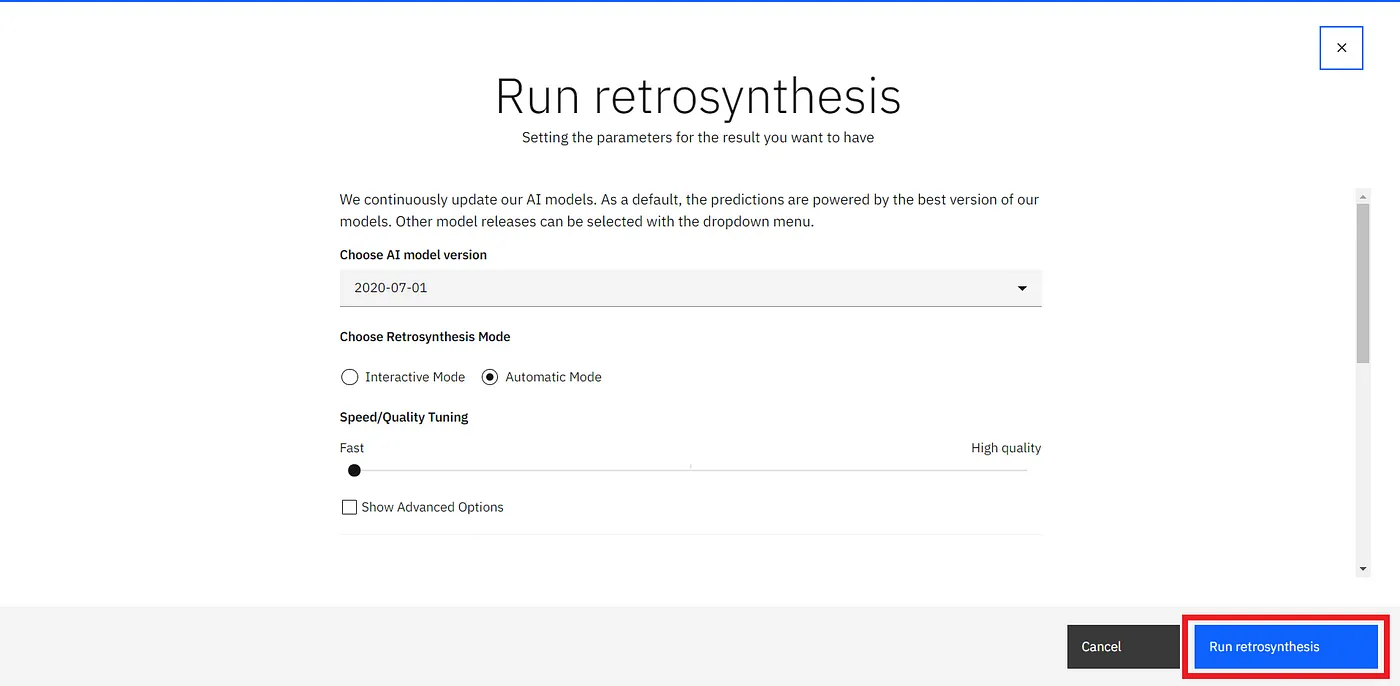 Run retrosynthesis
Setting the parameters for the result you want to have
We continuously update our AI models. As a default, the predictions are powered by the best version of our
models. Other model releases can be selected with the dropdown menu.
Choose AI model version
2020-07-01
Choose Retrosynthesis Mode
Interactive Mode Automatic Mode
Speed/Quality Tuning
Fast High quality
Show Advanced Options
Cancel Run retrosynthesis